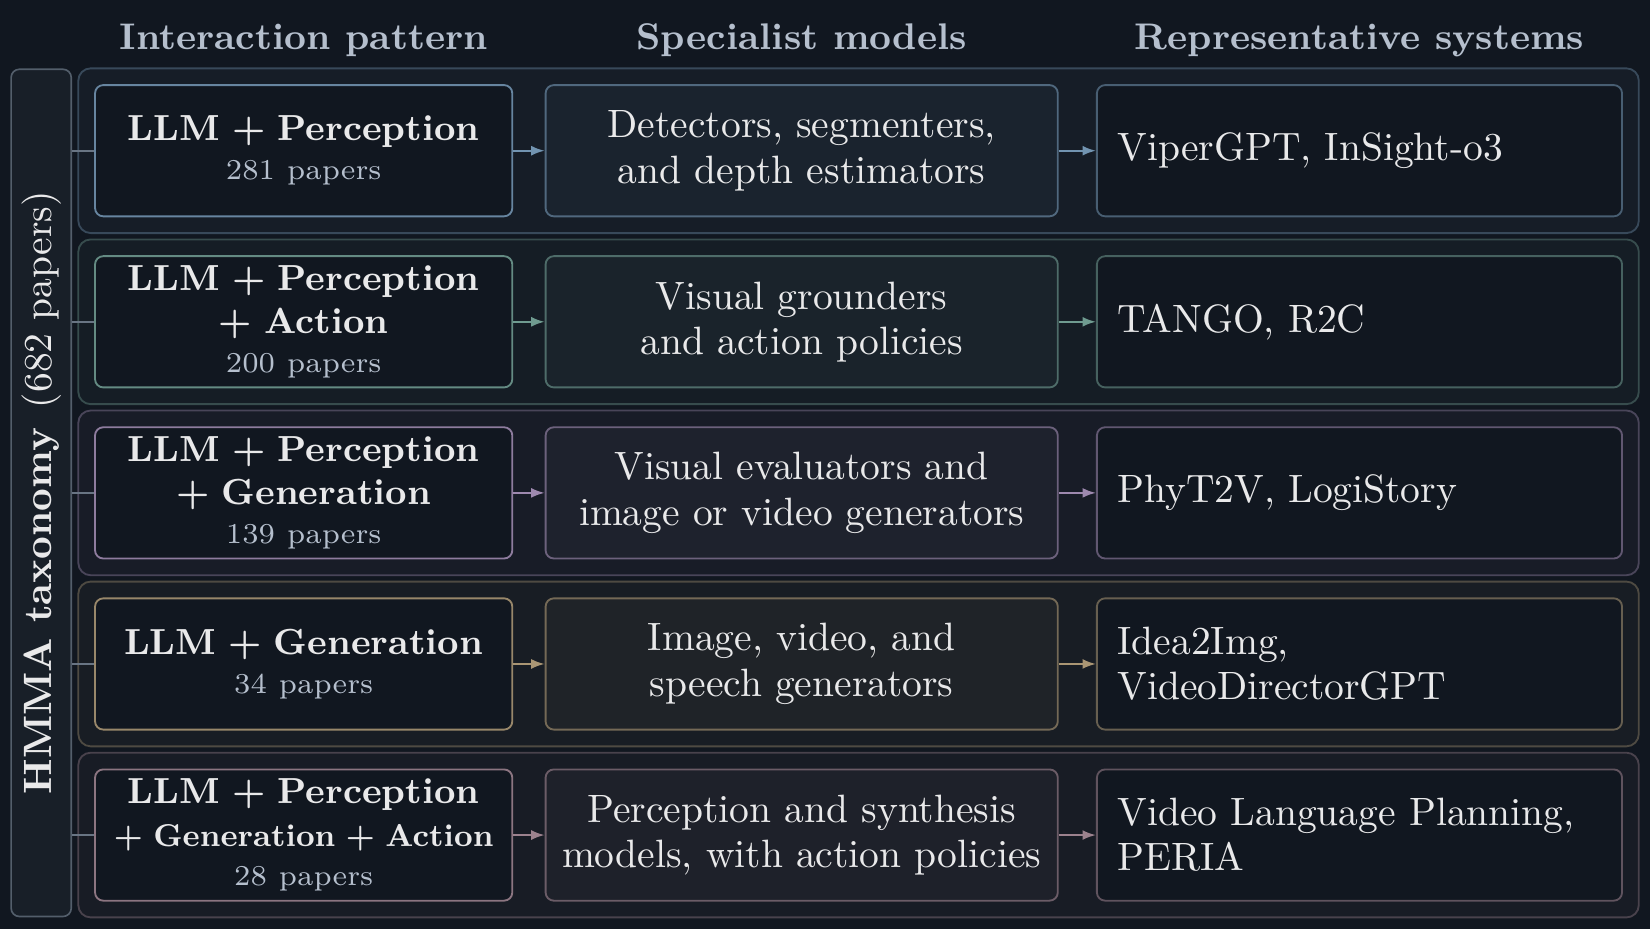 Interaction pattern
Specialist models
Representative systems
HMMA taxonomy (682 papers)
LLM + Perception
281 papers
Detectors, segmenters,
and depth estimators
ViperGPT, InSight-o3
LLM + Perception
+ Action
200 papers
Visual grounders
and action policies
TANGO, R2C
LLM + Perception
+ Generation
139 papers
Visual evaluators and
image or video generators
PhyT2V, LogiStory
LLM + Generation
34 papers
Image, video, and
speech generators
Idea2Img,
VideoDirectorGPT
LLM + Perception
+ Generation + Action
28 papers
Perception and synthesis
models, with action policies
Video Language Planning,
PERIA